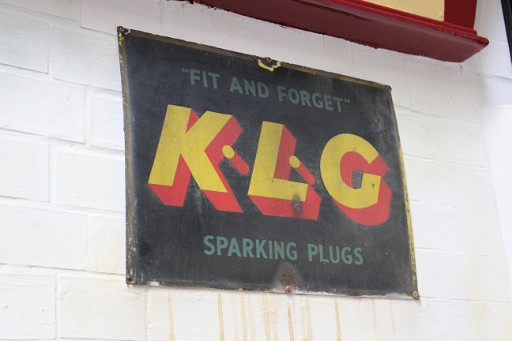 "FIT AND FORGET"
K·L·G
SPARKING PLUGS